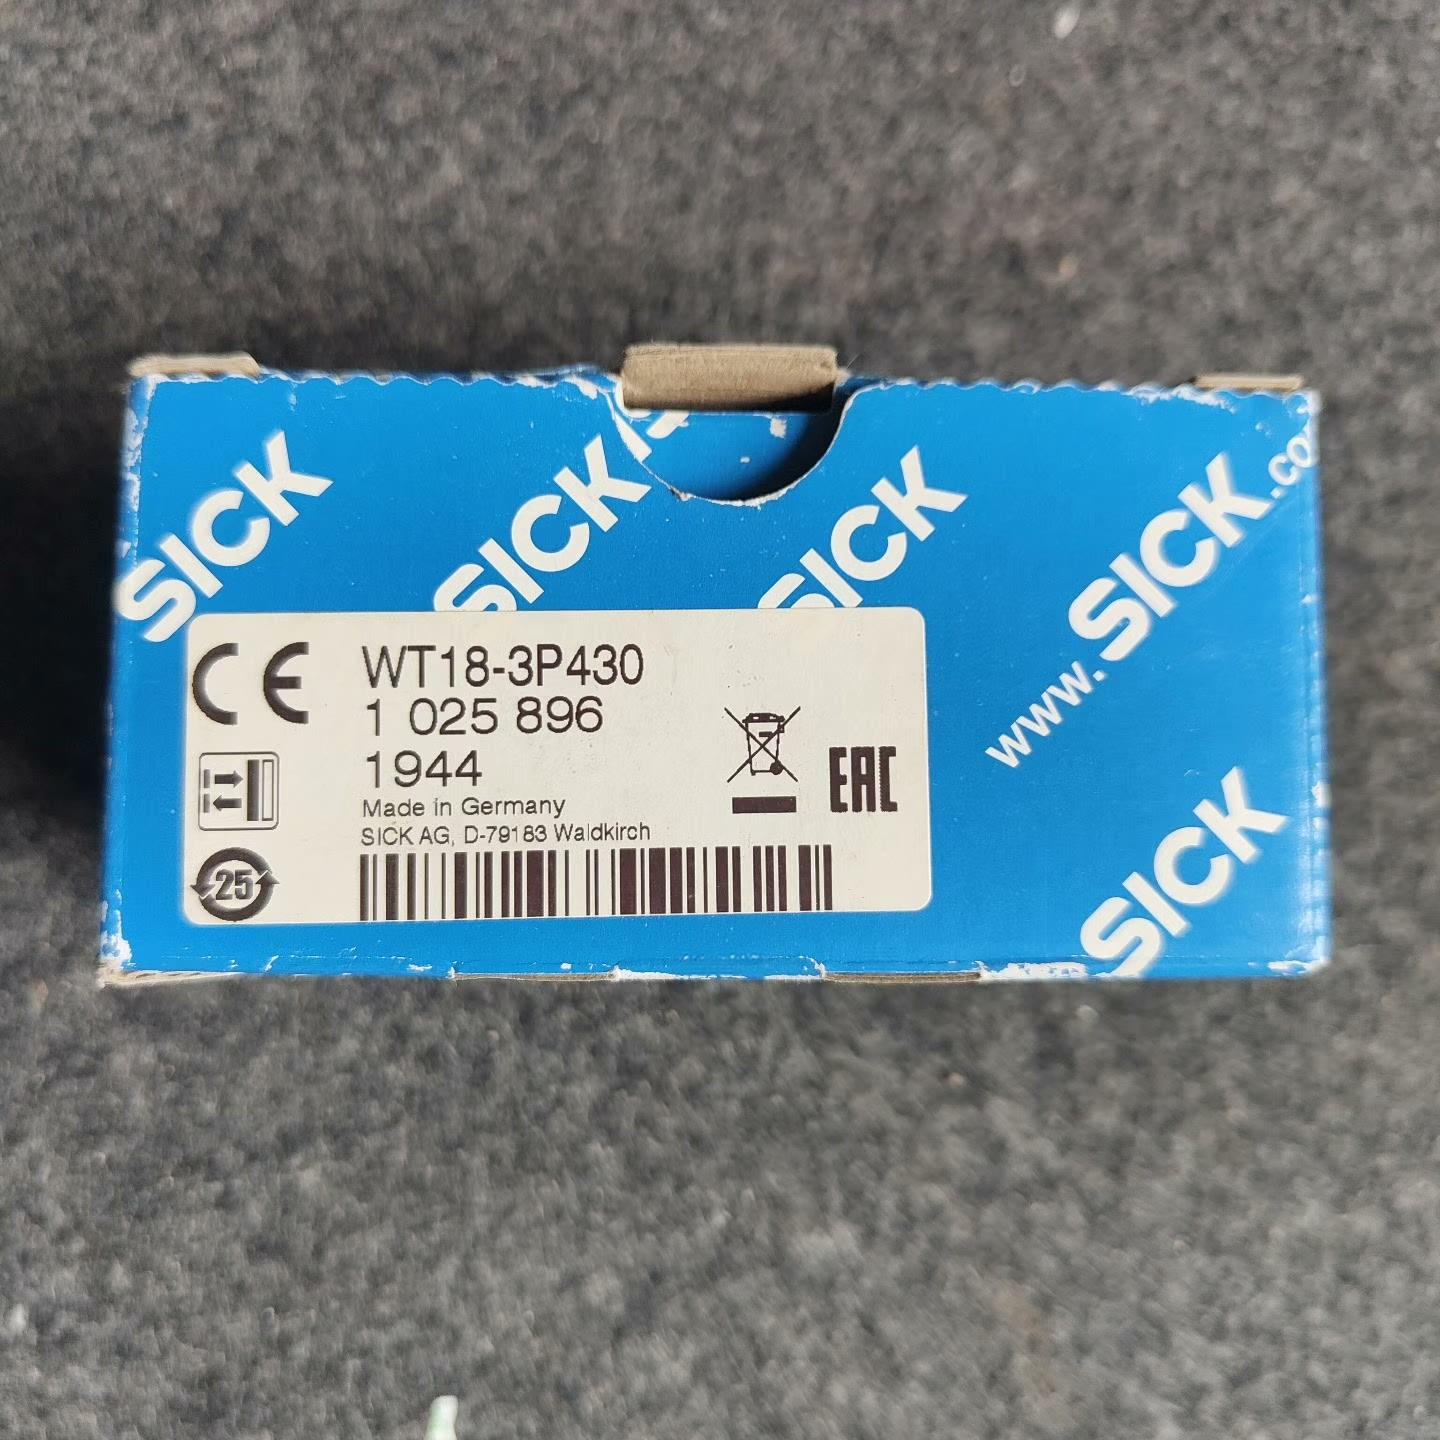 SICK
SICK
SICK
www.SICK.co
SICK
CE
WT18-3P430
1 025 896
1944
Made in Germany
SICK AG, D-79183 Waldkirch
EAC
25